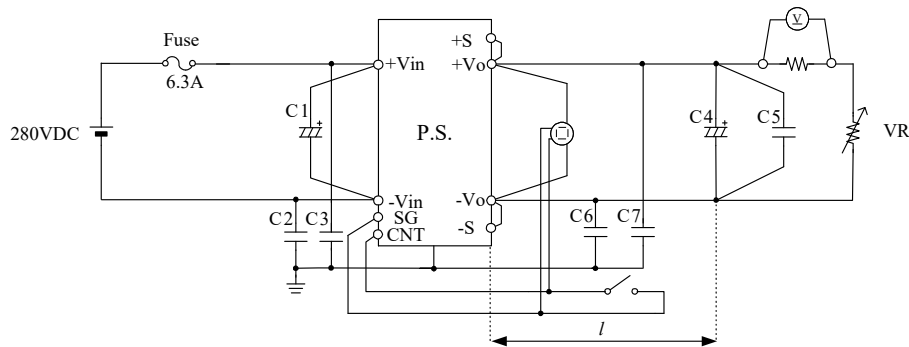 Fuse
6.3A
280VDC
C1
C2
C3
+Vin
-Vin
SG
CNT
P.S.
+S
+Vo
-Vo
-S
C6
C7
C4
C5
V
VR
l